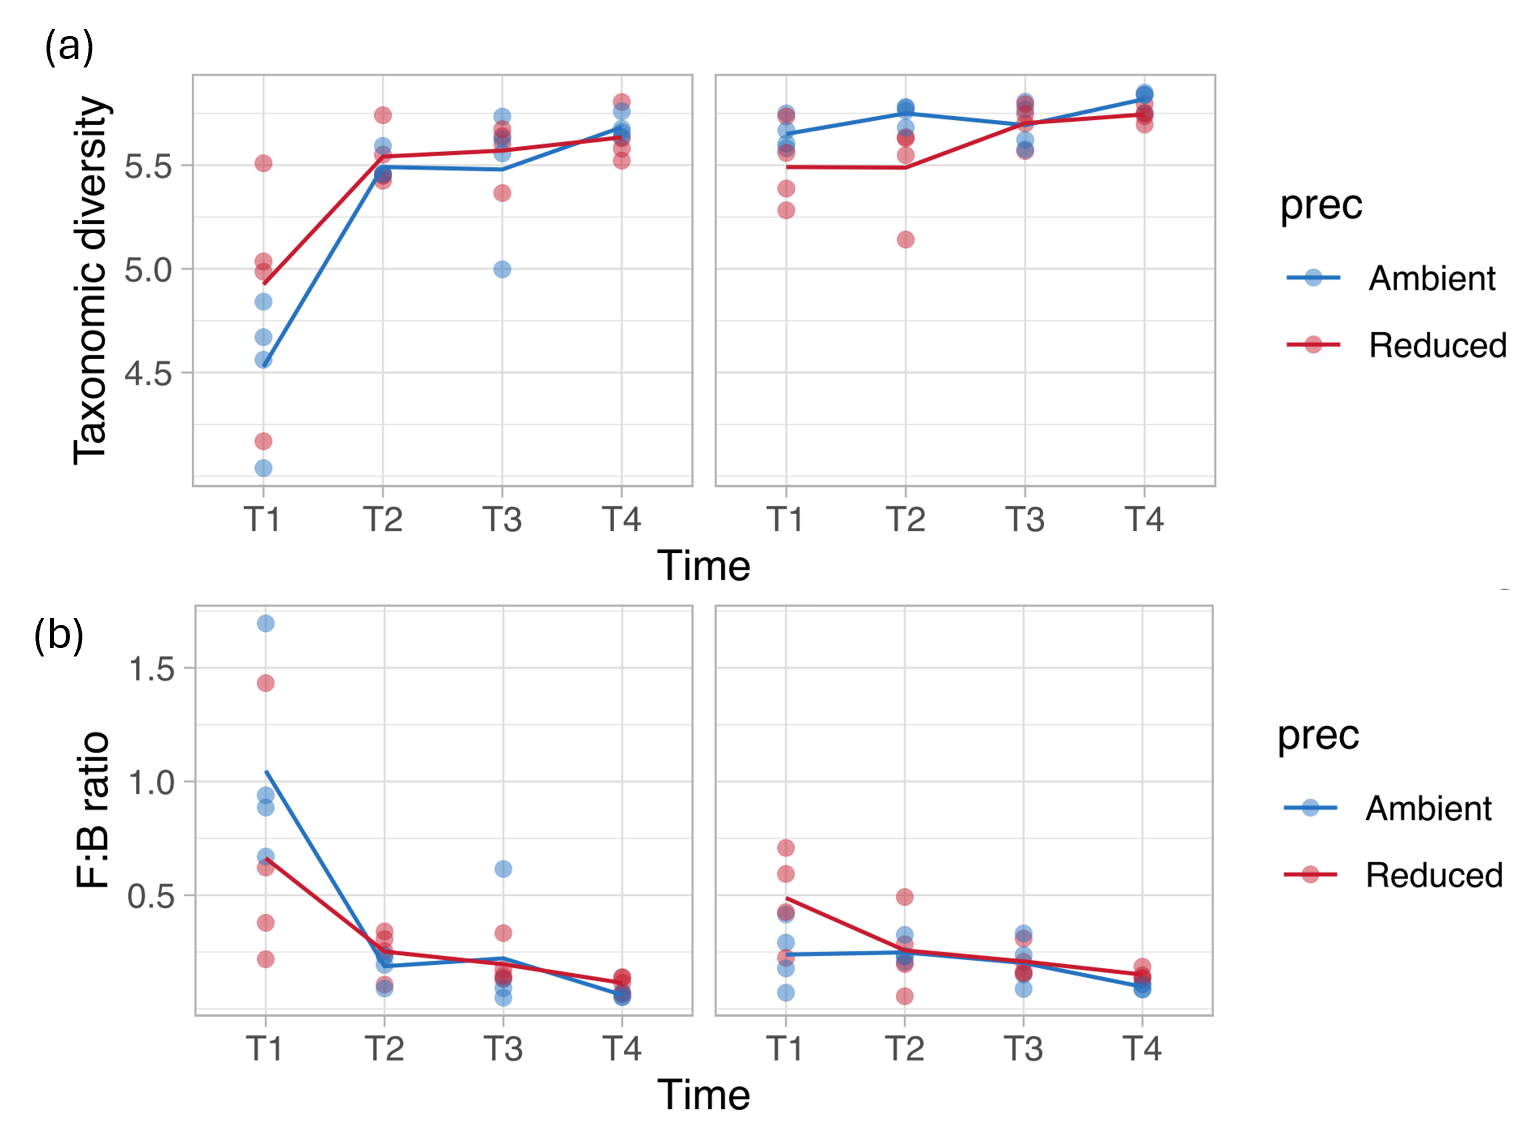 (a)
Taxonomic diversity
5.5
5.0
4.5
T1 T2 T3 T4 T1 T2 T3 T4
Time
prec
Ambient
Reduced
(b)
F:B ratio
1.5
1.0
0.5
T1 T2 T3 T4 T1 T2 T3 T4
Time
prec
Ambient
Reduced